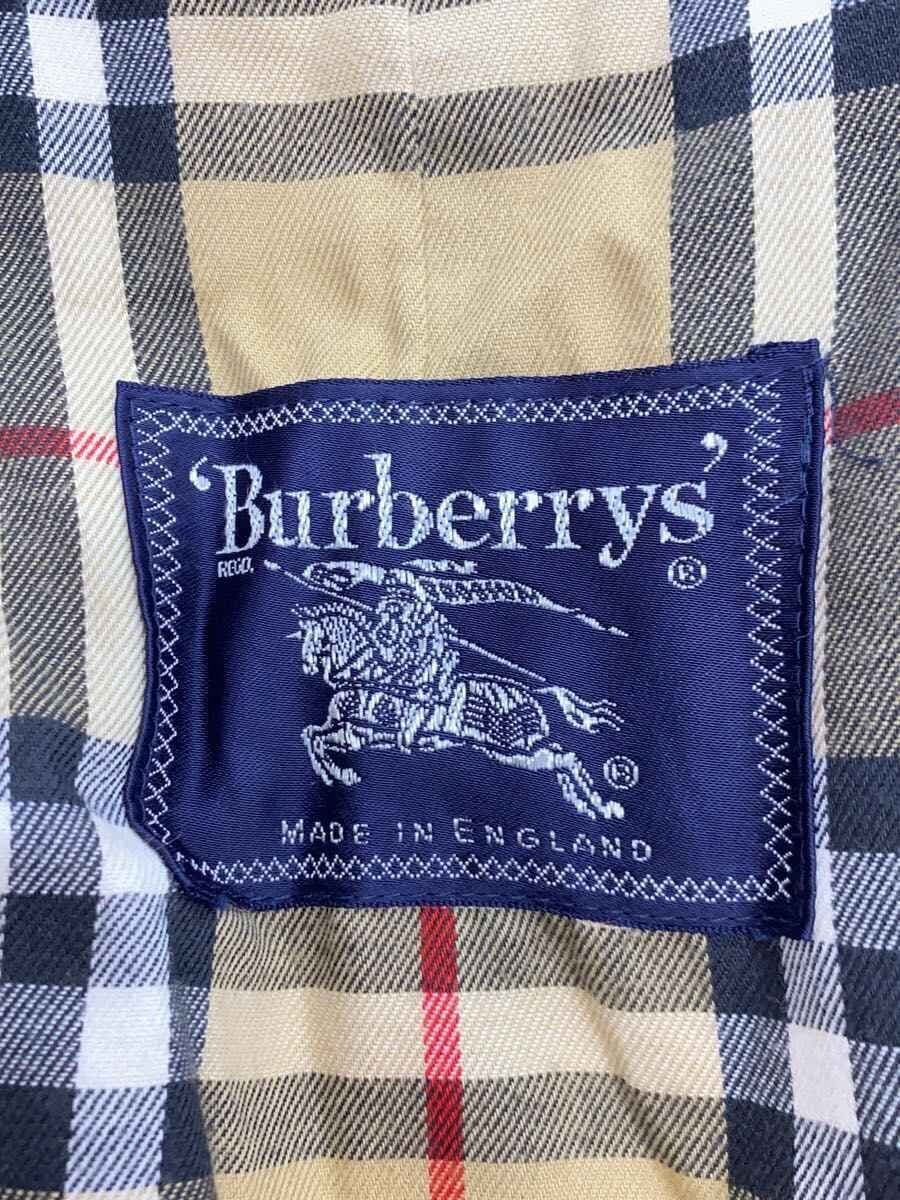 ‘Burberrys’
REGD. ®
®
MADE IN ENGLAND